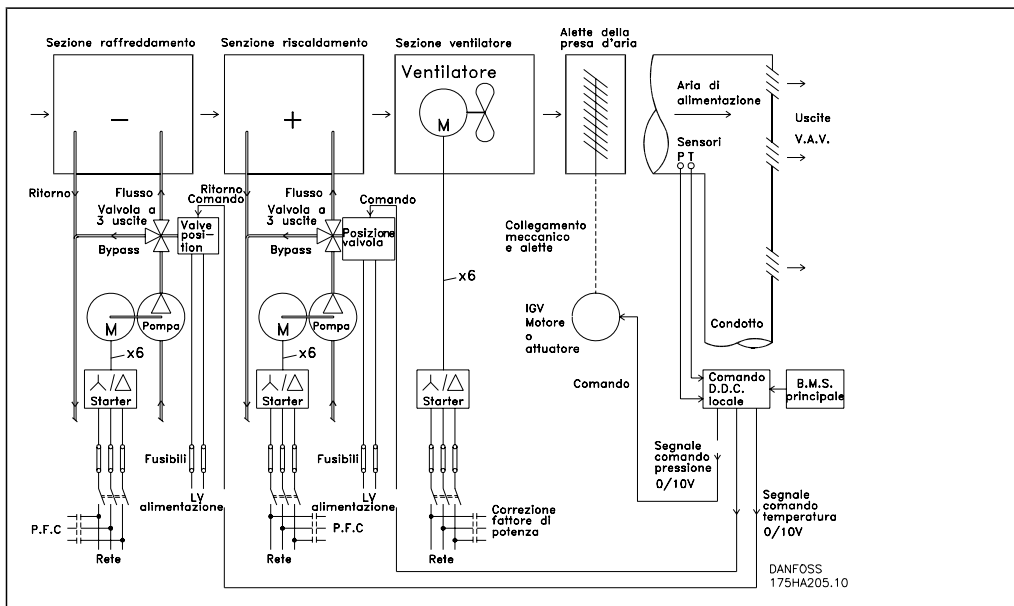 Sezione raffreddamento
Senzione riscaldamento
Sezione ventilatore
Alette della
presa d'aria
−
+
Ventilatore
M
Aria di
alimentazione
Sensori
P T
Uscite
V.A.V.
Ritorno
Flusso
Valvola a
3 uscite
Bypass
Comando
Valve
posi-
tion
Ritorno
Flusso
Valvola a
3 uscite
Bypass
Comando
Posizione
valvola
Collegamento
meccanico
e alette
x6
M
Pompa
x6
M
Pompa
x6
IGV
Motore
o
attuatore
Condotto
Starter
Starter
Starter
Comando
Comando
D.D.C.
locale
B.M.S.
principale
Fusibili
Fusibili
Segnale
comando
pressione
0/10V
LV
alimentazione
LV
alimentazione
Segnale
comando
temperatura
0/10V
P.F.C
P.F.C
Correzione
fattore di
potenza
Rete
Rete
Rete
DANFOSS
175HA205.10